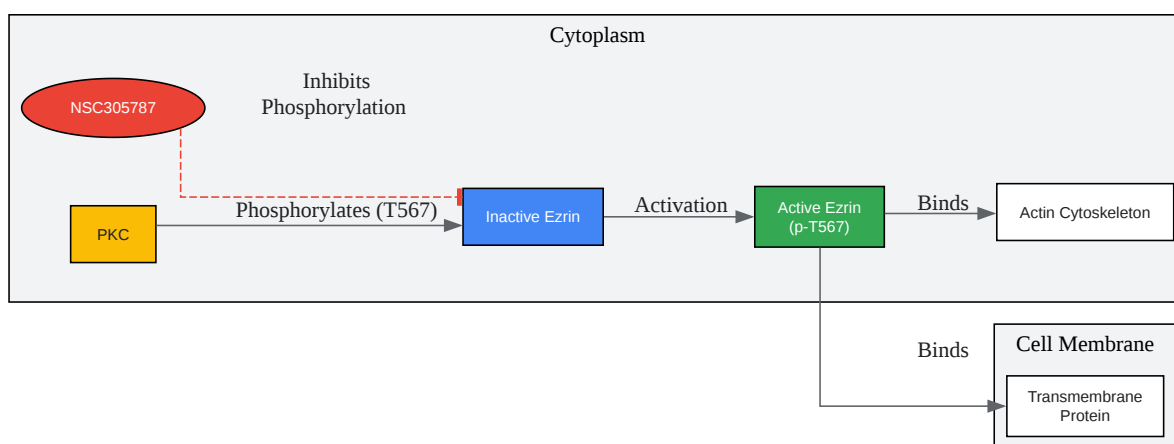 Cytoplasm
Inhibits
Phosphorylation
NSC305787
Phosphorylates (T567)
PKC
Inactive Ezrin
Activation
Active Ezrin
(p-T567)
Binds
Actin Cytoskeleton
Binds
Cell Membrane
Transmembrane
Protein